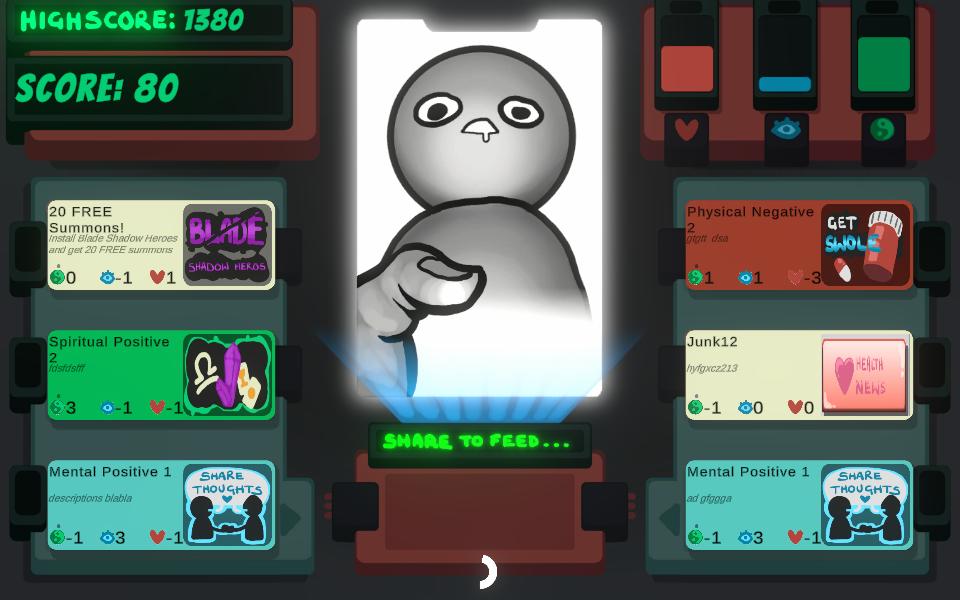 HIGHSCORE: 1380
SCORE: 80
20 FREE
Summons!
Install Blade Shadow Heroes
and get 20 FREE summons
0 -1 1
BLADE
SHADOW HEROS
Spiritual Positive
2
fdsfdsfff
3 -1 -1
Mental Positive 1
descriptions blabla
-1 3 -1
SHARE
THOUGHTS
SHARE TO FEED...
Physical Negative
2
gtgtt dsa
1 1 -3
GET
SWOLE
Junk12
hyfgxcz213
-1 0 0
HEALTH
NEWS
Mental Positive 1
ad gfggga
-1 3 -1
SHARE
THOUGHTS